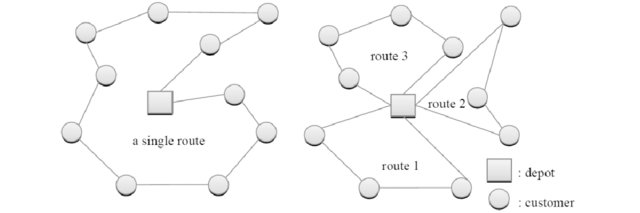 route 3
route 2
a single route
route 1
: depot
: customer